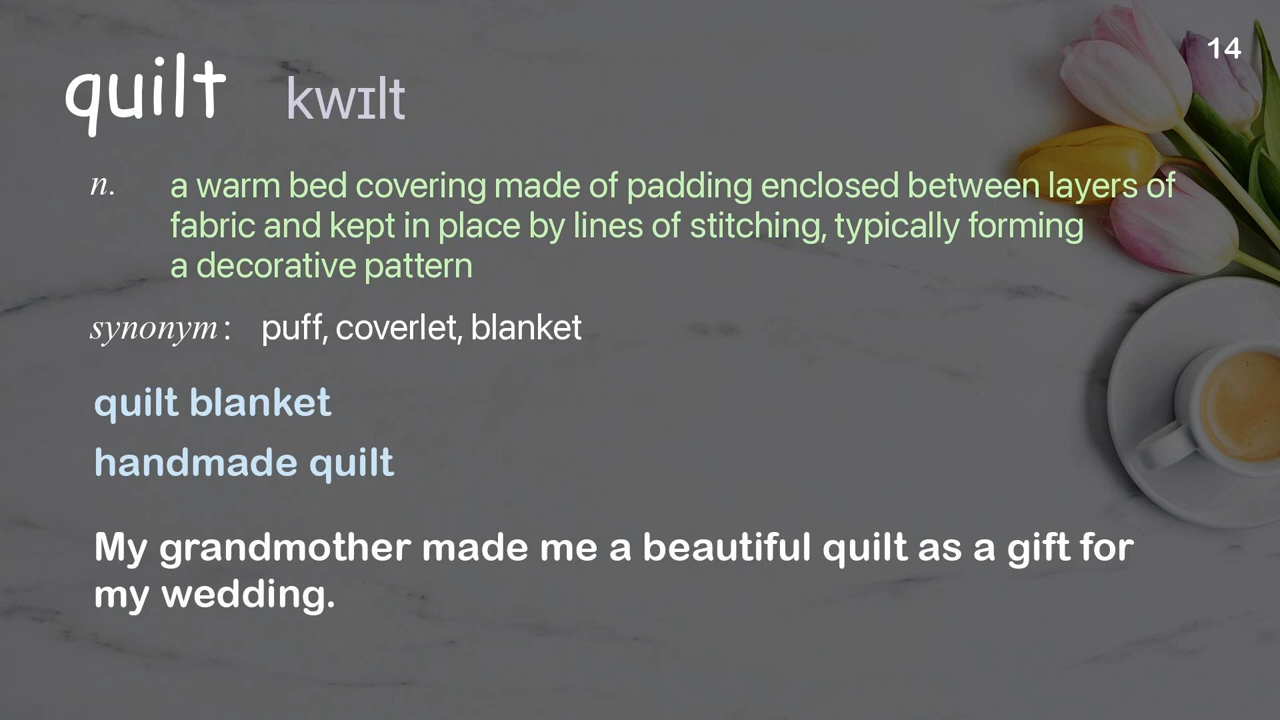 14
quilt kwɪlt
n. a warm bed covering made of padding enclosed between layers of
fabric and kept in place by lines of stitching, typically forming
a decorative pattern
synonym: puff, coverlet, blanket
quilt blanket
handmade quilt
My grandmother made me a beautiful quilt as a gift for
my wedding.